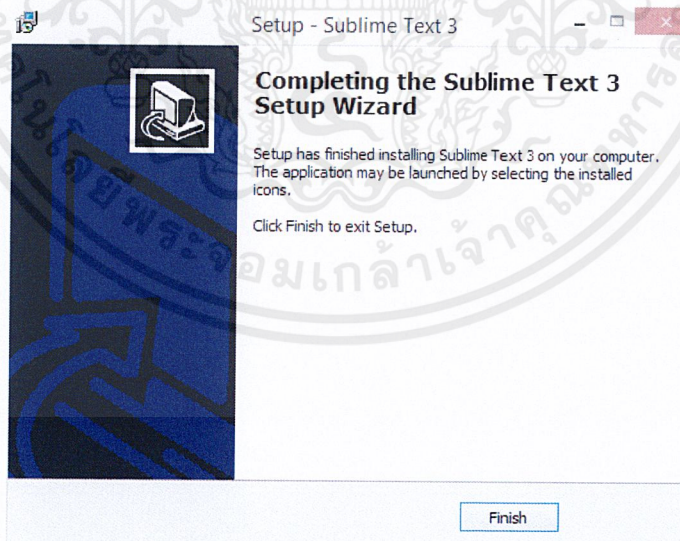 Setup - Sublime Text 3
Completing the Sublime Text 3
Setup Wizard
Setup has finished installing Sublime Text 3 on your computer.
The application may be launched by selecting the installed
icons.
Click Finish to exit Setup.
Finish